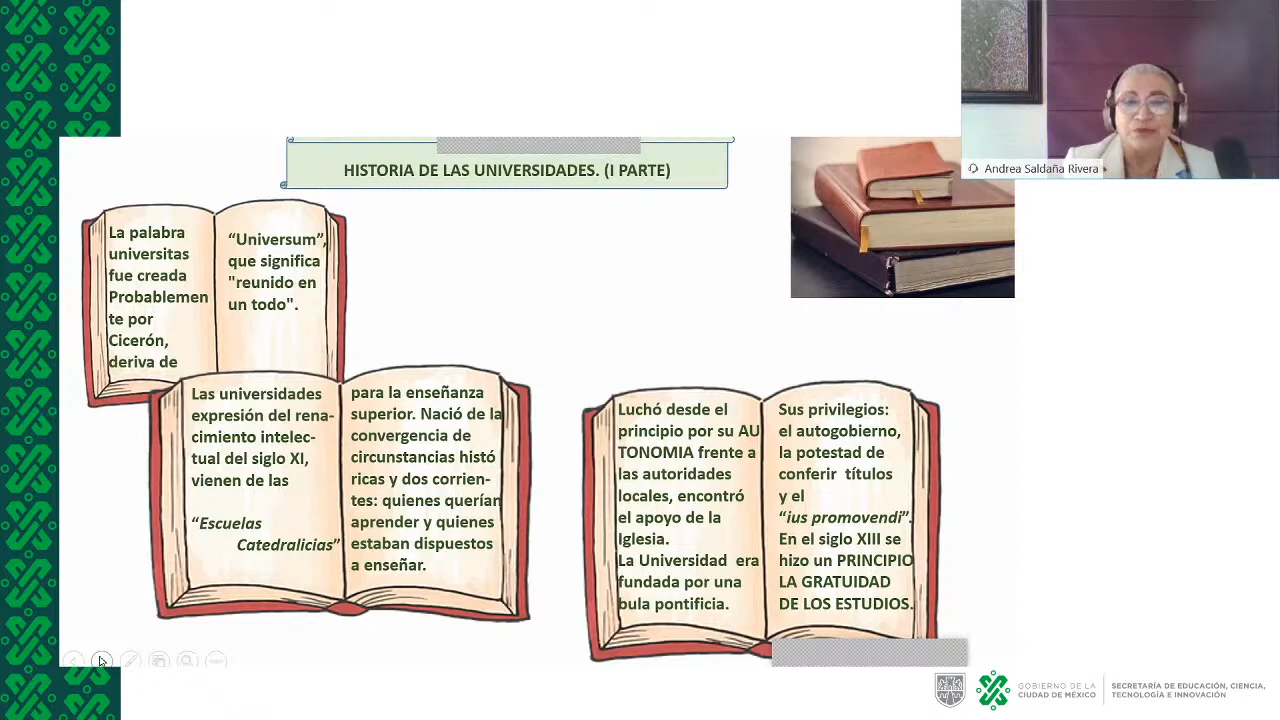 Andrea Saldaña Rivera
HISTORIA DE LAS UNIVERSIDADES. (I PARTE)
La palabra
universitas
fue creada
Probablemen
te por
Cicerón,
deriva de
“Universum”,
que significa
"reunido en
un todo".
Las universidades
expresión del rena-
cimiento intelec-
tual del siglo XI,
vienen de las
“Escuelas
Catedralicias”
para la enseñanza
superior. Nació de la
convergencia de
circunstancias histó
ricas y dos corrien-
tes: quienes querían
aprender y quienes
estaban dispuestos
a enseñar.
Luchó desde el
principio por su AU
TONOMIA frente a
las autoridades
locales, encontró
el apoyo de la
Iglesia.
La Universidad era
fundada por una
bula pontificia.
Sus privilegios:
el autogobierno,
la potestad de
conferir títulos
y el
“ius promovendi”.
En el siglo XIII se
hizo un PRINCIPIO
LA GRATUIDAD
DE LOS ESTUDIOS.
GOBIERNO DE LA
CIUDAD DE MÉXICO
SECRETARÍA DE EDUCACIÓN, CIENCIA,
TECNOLOGÍA E INNOVACIÓN